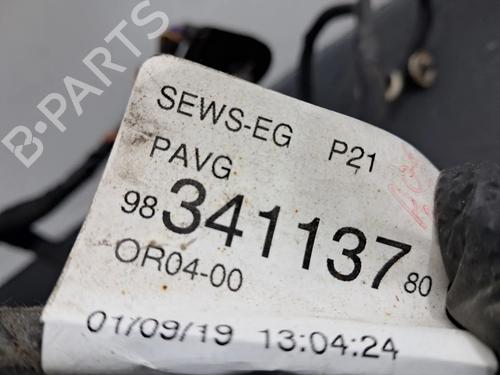 SEWS-EG P21
PAVG
98 341137 80
OR04-00
01/09/19 13:04:24
B-PARTS